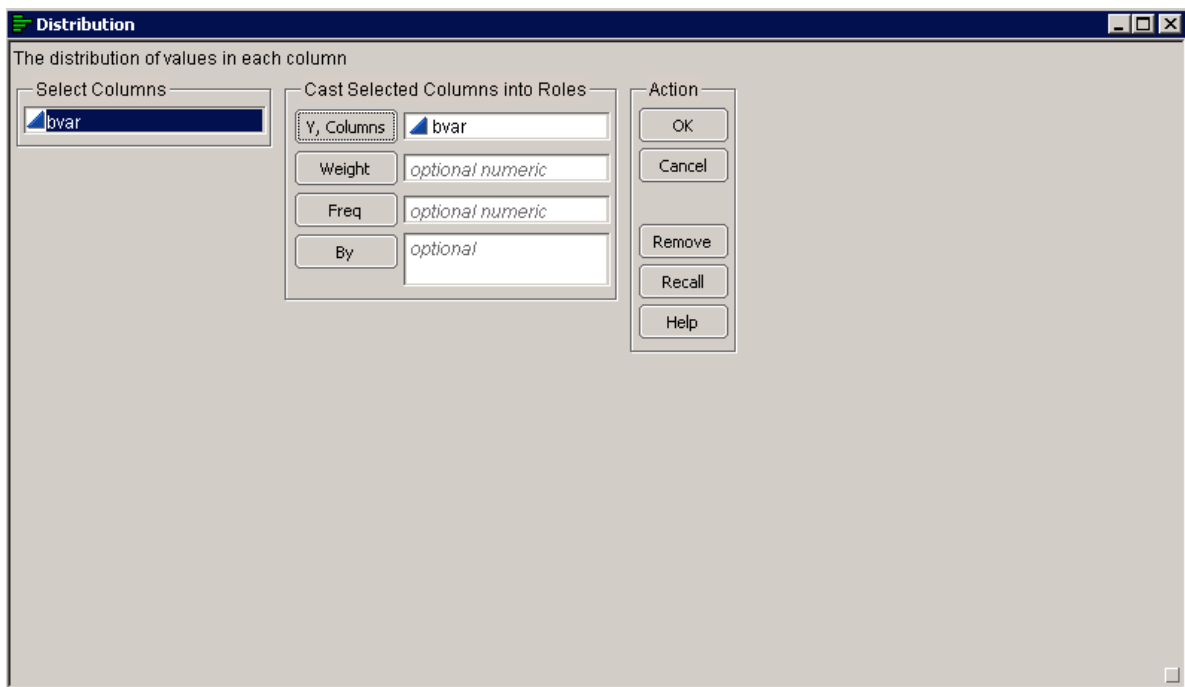 Distribution
The distribution of values in each column
Select Columns
bvar
Cast Selected Columns into Roles
Y, Columns
bvar
Weight
optional numeric
Freq
optional numeric
By
optional
Action
OK
Cancel
Remove
Recall
Help